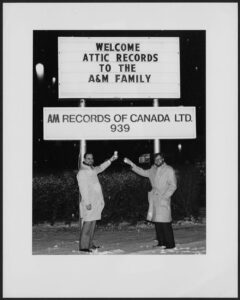 WELCOME
ATTIC RECORDS
TO THE
A&M FAMILY
A&M RECORDS OF CANADA LTD.
939